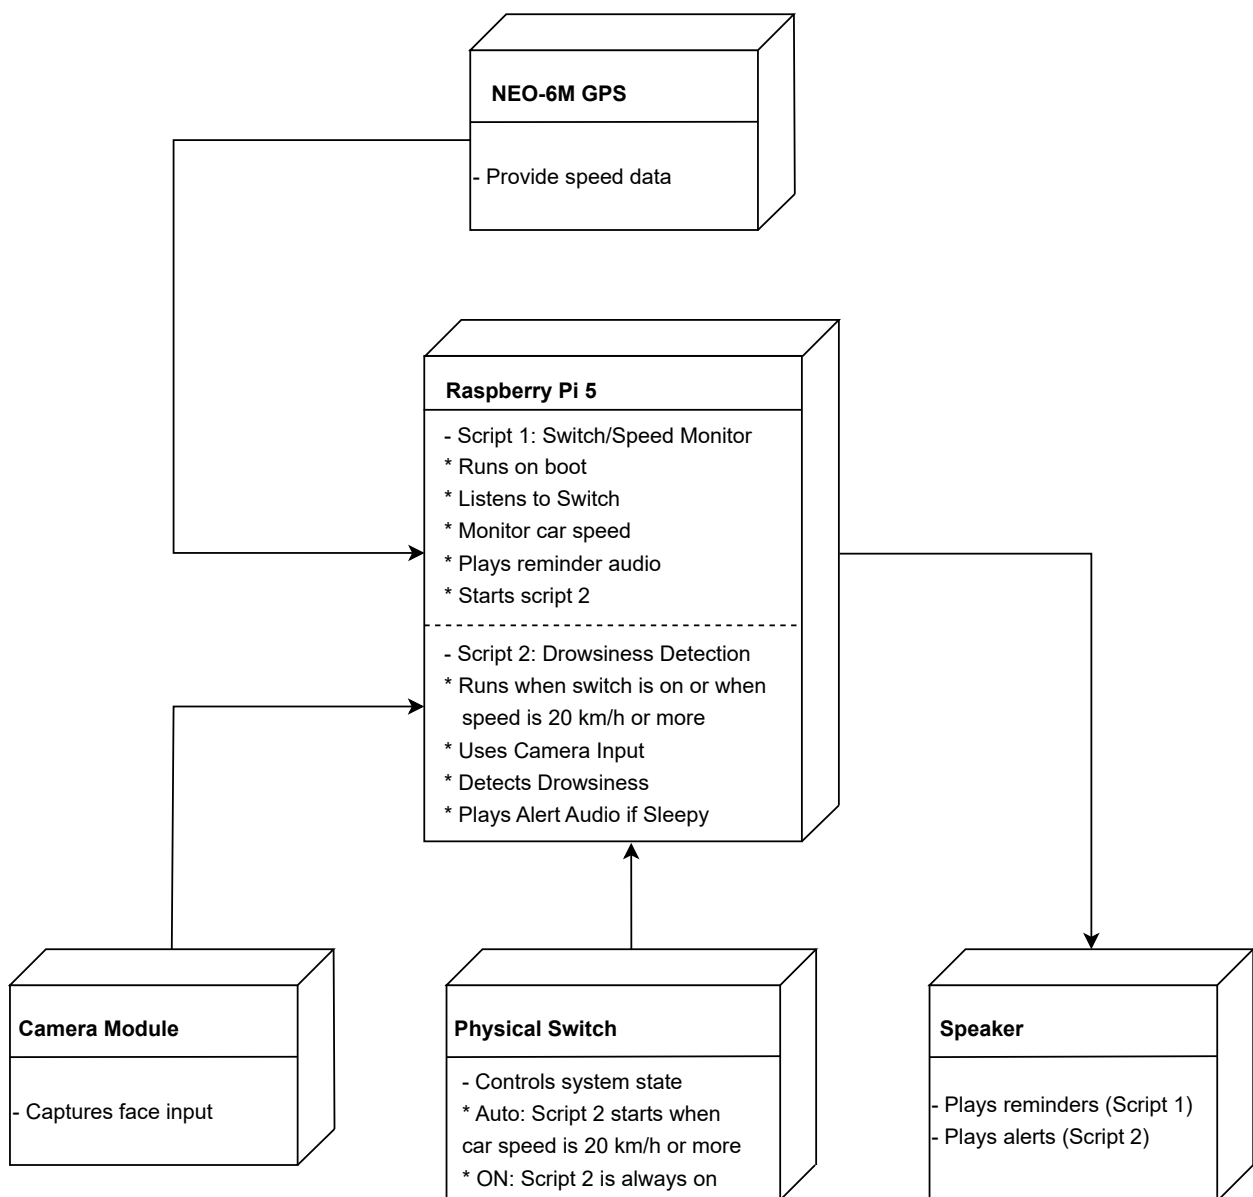 NEO-6M GPS
- Provide speed data
Raspberry Pi 5
- Script 1: Switch/Speed Monitor
* Runs on boot
* Listens to Switch
* Monitor car speed
* Plays reminder audio
* Starts script 2
- Script 2: Drowsiness Detection
* Runs when switch is on or when
speed is 20 km/h or more
* Uses Camera Input
* Detects Drowsiness
* Plays Alert Audio if Sleepy
Camera Module
- Captures face input
Physical Switch
- Controls system state
* Auto: Script 2 starts when
car speed is 20 km/h or more
* ON: Script 2 is always on
Speaker
- Plays reminders (Script 1)
- Plays alerts (Script 2)